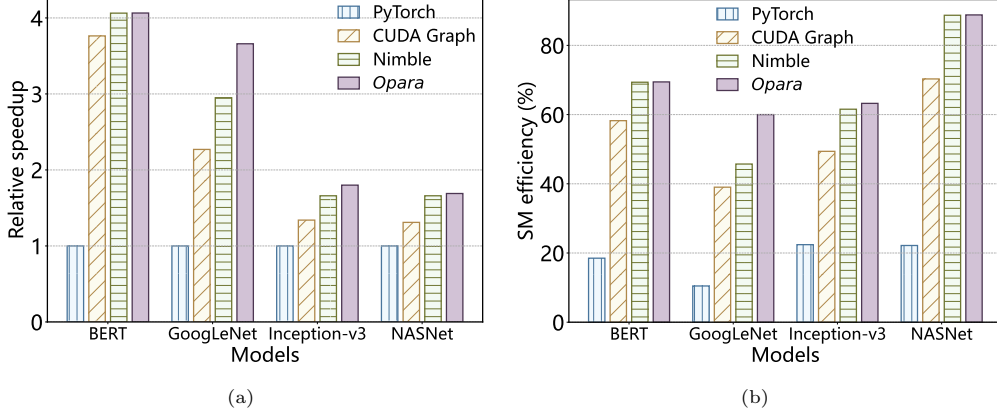 Relative speedup
4
3
2
1
0
PyTorch
CUDA Graph
Nimble
Opara
BERT
GoogLeNet
Inception-v3
NASNet
Models
(a)
SM efficiency (%)
80
60
40
20
0
PyTorch
CUDA Graph
Nimble
Opara
BERT
GoogLeNet
Inception-v3
NASNet
Models
(b)